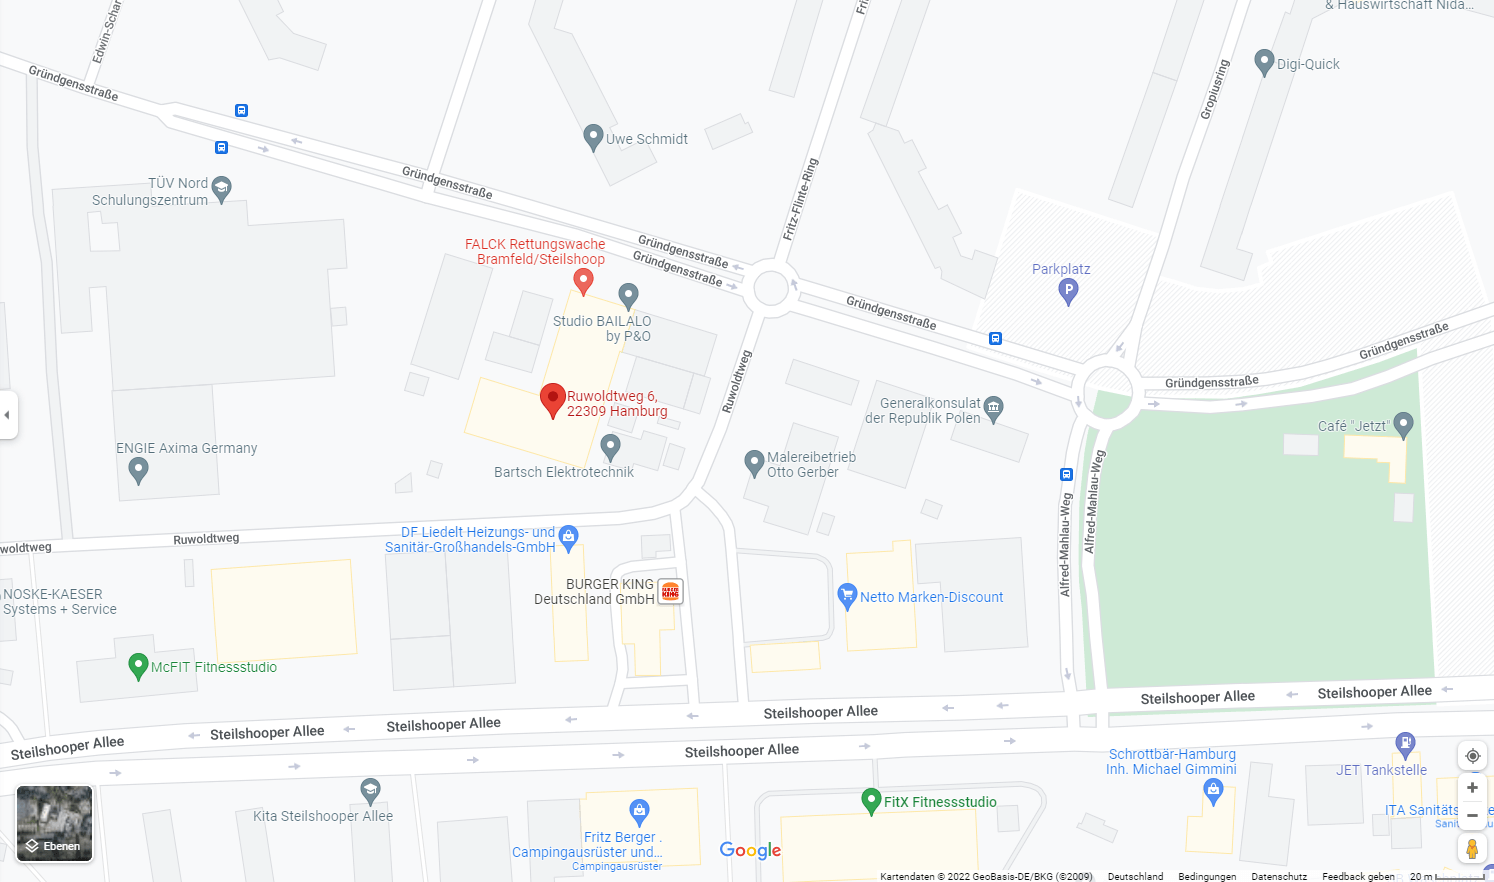 & Hauswirtschaft Nida...
Edwin-Schar
Fritz-Flinte-Ring
Gropiusring
Digi-Quick
Gründgensstraße
Uwe Schmidt
TÜV Nord
Schulungszentrum
Gründgensstraße
Gründgensstraße
Gründgensstraße
FALCK Rettungswache
Bramfeld/Steilshoop
Parkplatz
P
Gründgensstraße
Gründgensstraße
Gründgensstraße
Studio BAILALO
by P&O
Ruwoldtweg
Ruwoldtweg 6,
22309 Hamburg
Generalkonsulat
der Republik Polen
Café "Jetzt"
ENGIE Axima Germany
Bartsch Elektrotechnik
Malereibetrieb
Otto Gerber
Alfred-Mahlau-Weg
Alfred-Mahlau-Weg
DF Liedelt Heizungs- und
Sanitär-Großhandels-GmbH
Ruwoldtweg
woldtweg
NOSKE-KAESER
Systems + Service
BURGER KING
Deutschland GmbH
BURGER
KING
Netto Marken-Discount
McFIT Fitnessstudio
Steilshooper Allee
Steilshooper Allee
Steilshooper Allee
Steilshooper Allee
Steilshooper Allee
Steilshooper Allee
Steilshooper Allee
Schrottbär-Hamburg
Inh. Michael Gimmini
JET Tankstelle
Kita Steilshooper Allee
FitX Fitnessstudio
ITA Sanitäts
Fritz Berger .
Campingausrüster und...
Campingausrüster
Ebenen
Google
Kartendaten © 2022 GeoBasis-DE/BKG (©2009) Deutschland Bedingungen Datenschutz Feedback geben 20 m